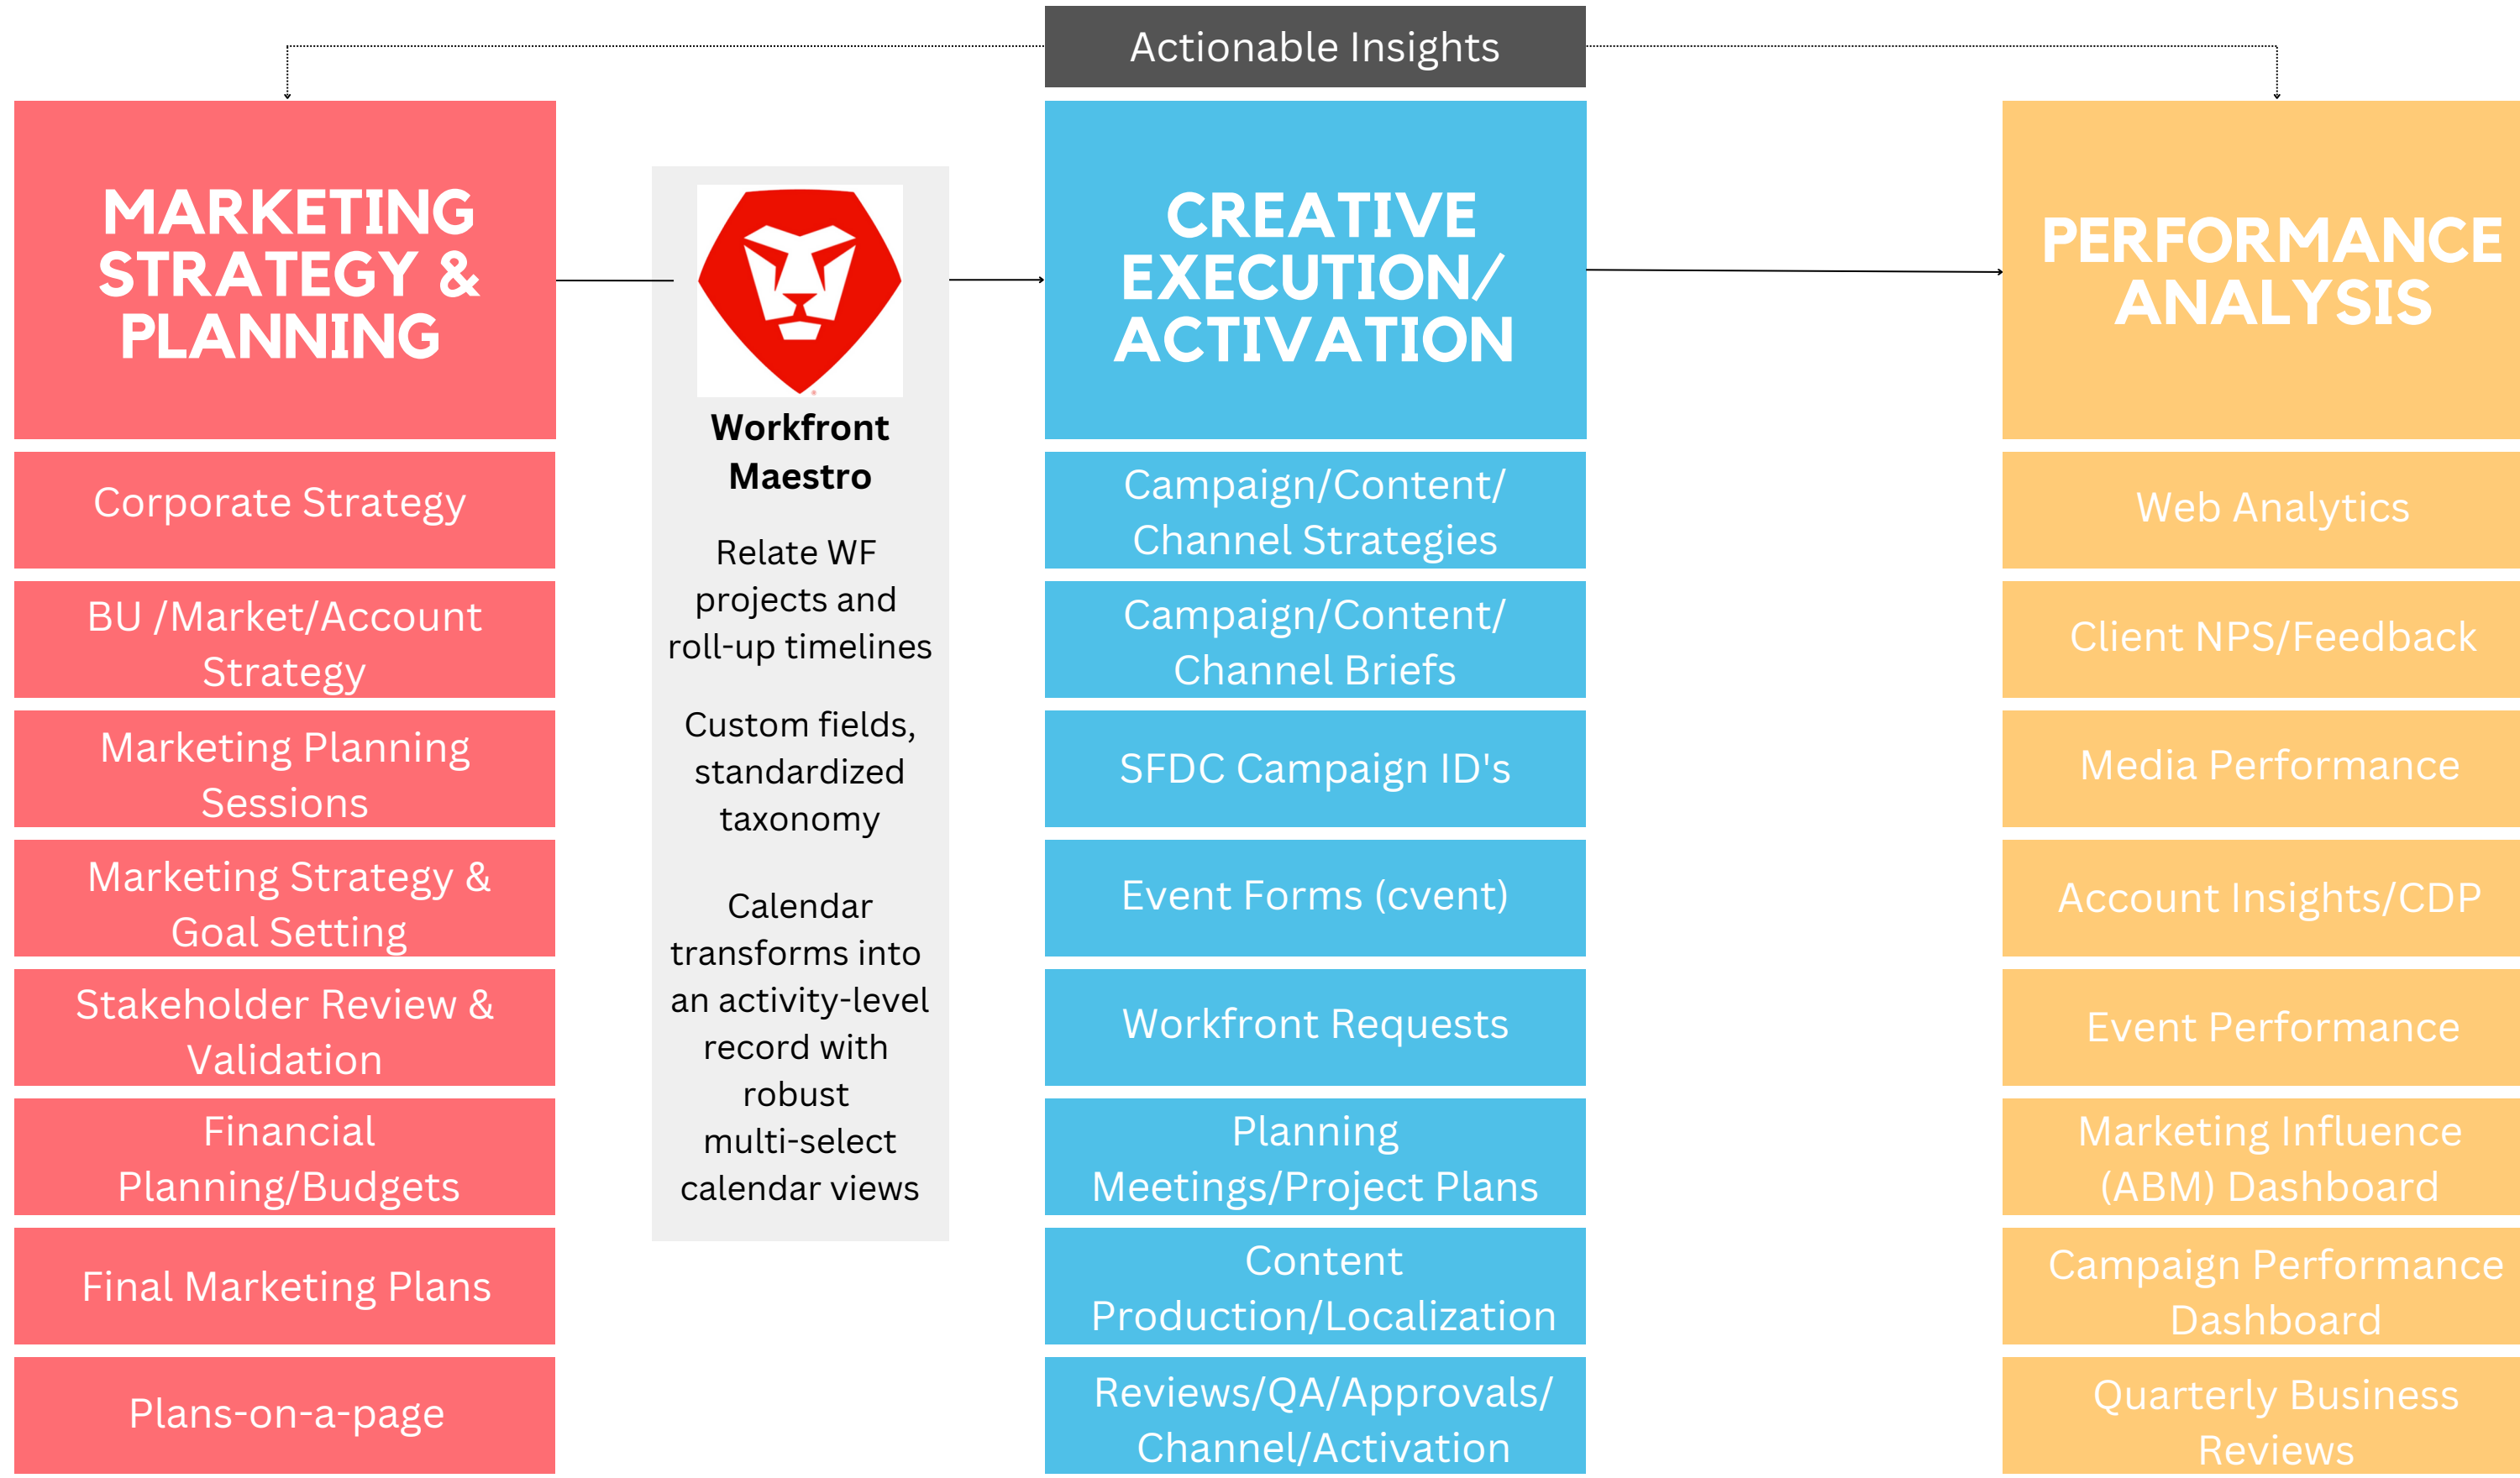 Actionable Insights
MARKETING
STRATEGY &
PLANNING
Corporate Strategy
BU /Market/Account
Strategy
Marketing Planning
Sessions
Marketing Strategy &
Goal Setting
Stakeholder Review &
Validation
Financial
Planning/Budgets
Final Marketing Plans
Plans-on-a-page
Workfront
Maestro
Relate WF
projects and
roll-up timelines
Custom fields,
standardized
taxonomy
Calendar
transforms into
an activity-level
record with
robust
multi-select
calendar views
CREATIVE
EXECUTION/
ACTIVATION
Campaign/Content/
Channel Strategies
Campaign/Content/
Channel Briefs
SFDC Campaign ID's
Event Forms (cvent)
Workfront Requests
Planning
Meetings/Project Plans
Content
Production/Localization
Reviews/QA/Approvals/
Channel/Activation
PERFORMANCE
ANALYSIS
Web Analytics
Client NPS/Feedback
Media Performance
Account Insights/CDP
Event Performance
Marketing Influence
(ABM) Dashboard
Campaign Performance
Dashboard
Quarterly Business
Reviews